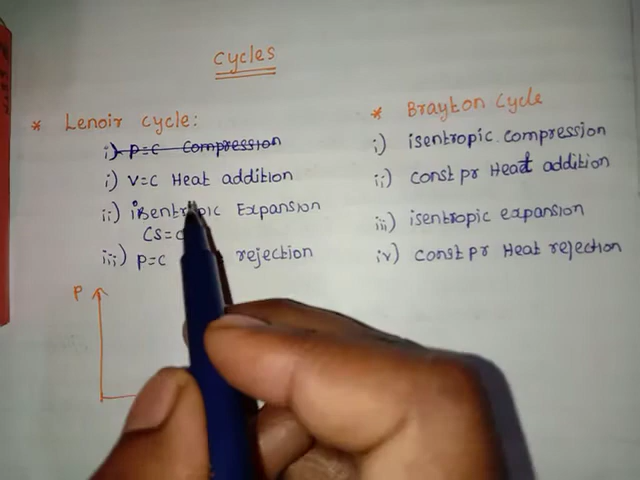 Cycles
* Lenoir cycle:
i) P=C Compression
i) V=C Heat addition
ii) isentropic Expansion
(S=C
iii) P=C rejection
P
* Brayton Cycle
i) isentropic compression
ii) const pr Heat addition
iii) isentropic expansion
iv) const pr Heat rejection